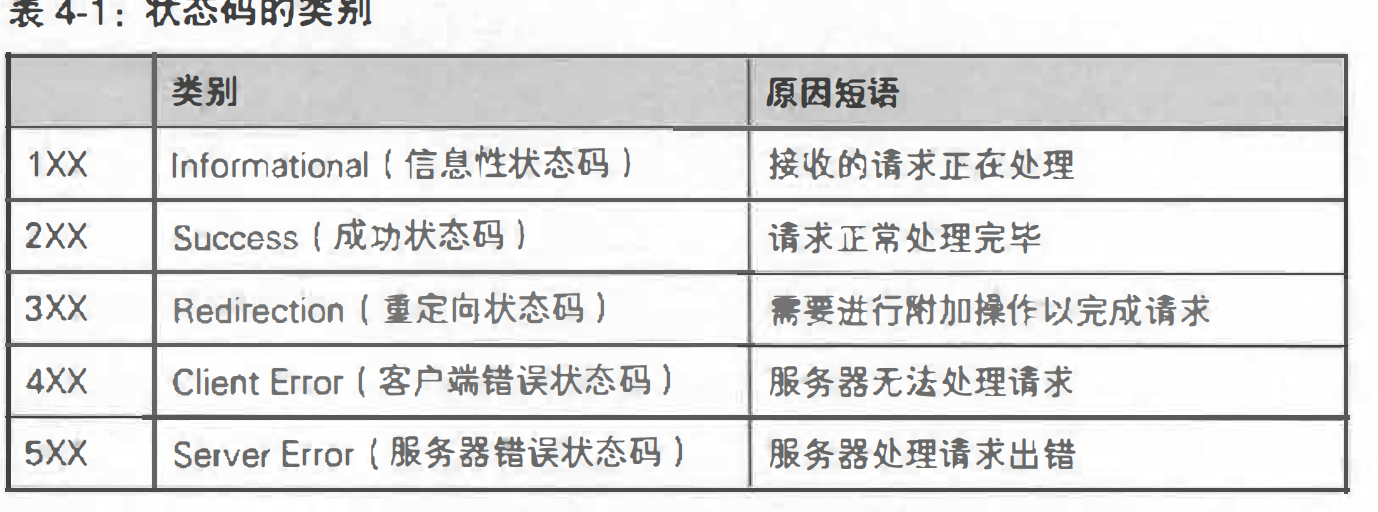 表 4-1：状态码的类别
类别 原因短语
1XX Informational（信息性状态码） 接收的请求正在处理
2XX Success（成功状态码） 请求正常处理完毕
3XX Redirection（重定向状态码） 需要进行附加操作以完成请求
4XX Client Error（客户端错误状态码） 服务器无法处理请求
5XX Server Error（服务器错误状态码） 服务器处理请求出错